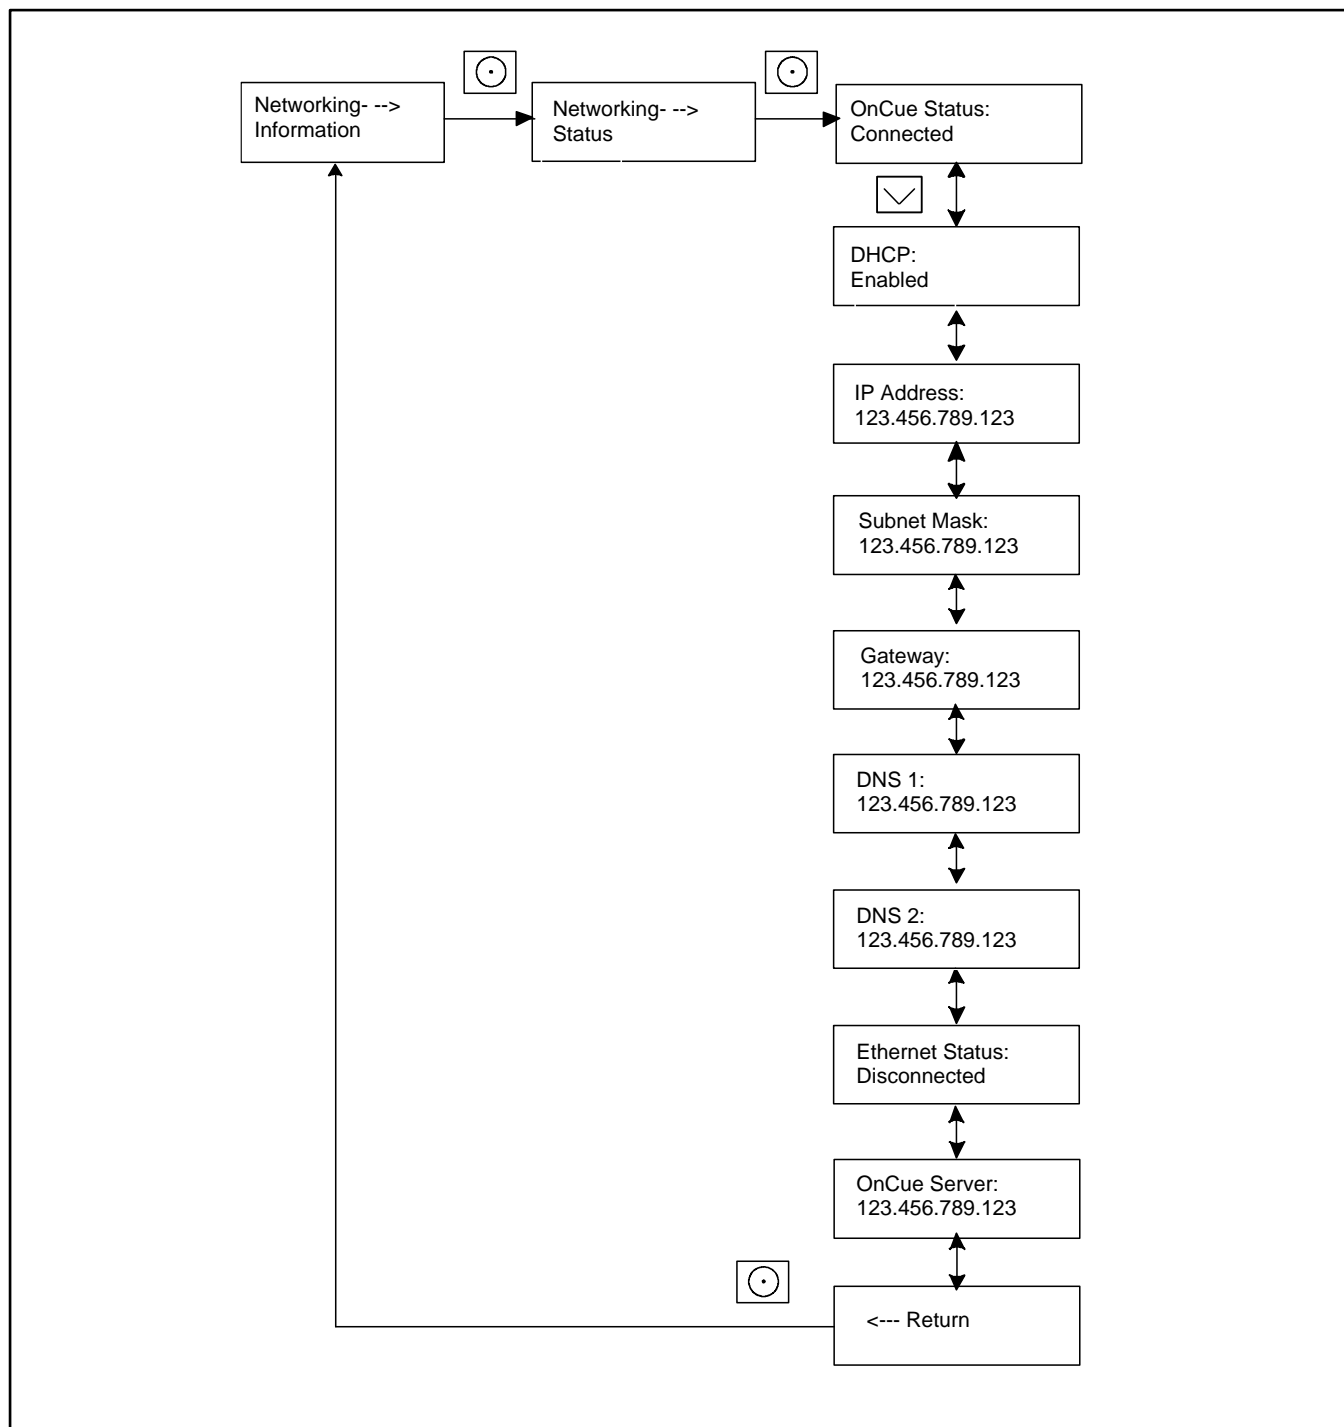 Networking- -->
Information
Networking- -->
Status
OnCue Status:
Connected
DHCP:
Enabled
IP Address:
123.456.789.123
Subnet Mask:
123.456.789.123
Gateway:
123.456.789.123
DNS 1:
123.456.789.123
DNS 2:
123.456.789.123
Ethernet Status:
Disconnected
OnCue Server:
123.456.789.123
<--- Return